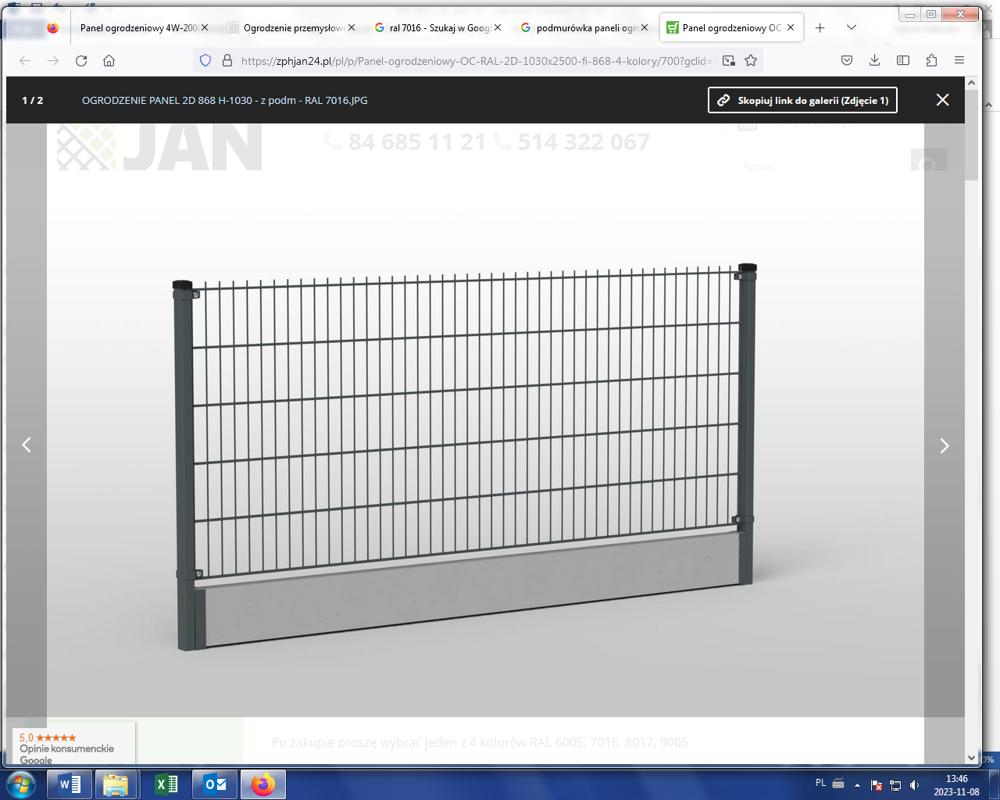 Panel ogrodzeniowy 4W-200
Ogrodzenie przemysłow
ral 7016 - Szukaj w Goog
podmurówka paneli ogr
Panel ogrodzeniowy OC
https://zphjan24.pl/pl/p/Panel-ogrodzeniowy-OC-RAL-2D-1030x2500-fi-868-4-kolory/700?gclid=
1 / 2
OGRODZENIE PANEL 2D 868 H-1030 - z podm - RAL 7016.JPG
Skopiuj link do galerii (Zdjęcie 1)
JAN
84 685 11 21
514 322 067
Szukaj
Po zakupie proszę wybrać jeden z 4 kolorów RAL 6005, 7016, 8017, 9005
5,0
Opinie konsumenckie
Google
0%
PL
13:46
2023-11-08